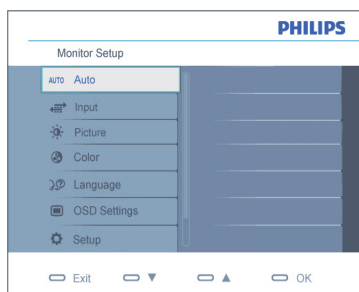 PHILIPS
Monitor Setup
AUTO Auto
Input
Picture
Color
Language
OSD Settings
Setup
Exit ▼ ▲ OK